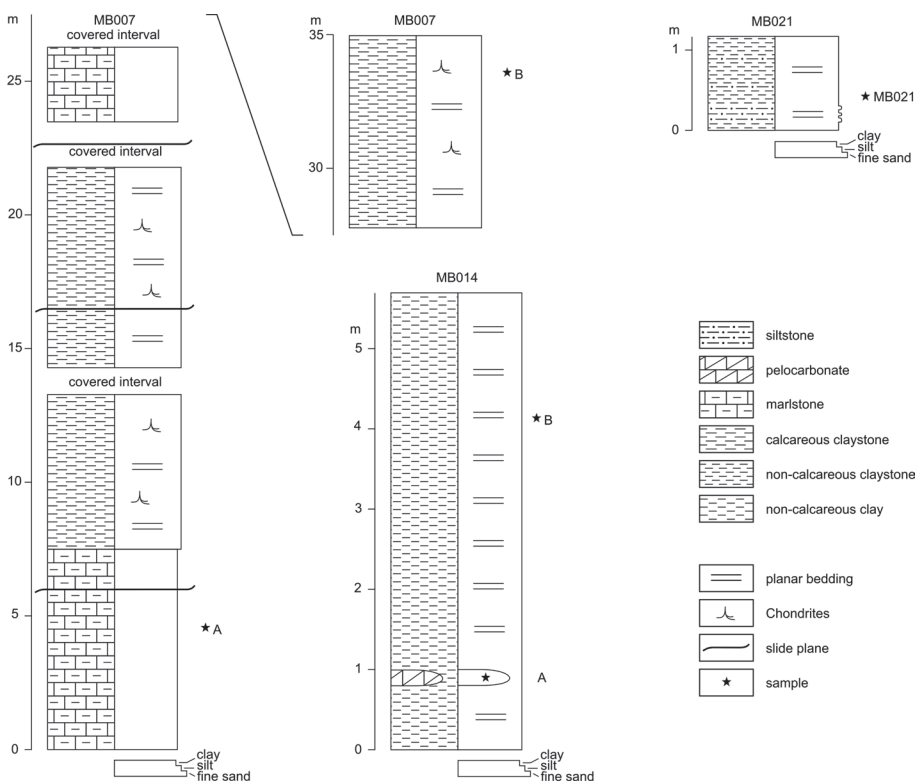 MB007
m
covered interval
25
covered interval
20
15
covered interval
10
5
A
0
clay
silt
fine sand
MB007
35
m
B
30
MB021
m
1
MB021
0
clay
silt
fine sand
MB014
m
5
B
4
3
2
1
A
0
clay
silt
fine sand
siltstone
pelocarbonate
marlstone
calcareous claystone
non-calcareous claystone
non-calcareous clay
planar bedding
Chondrites
slide plane
sample